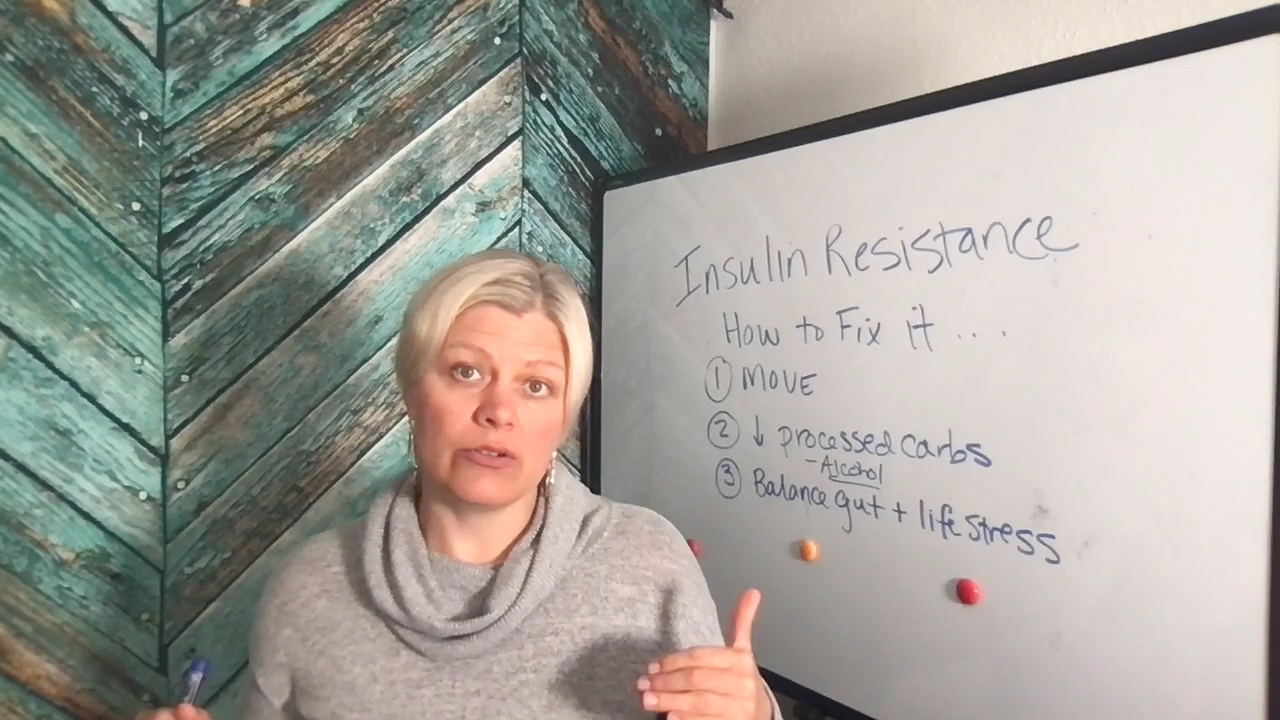 Insulin Resistance
How to Fix it ....
① MOVE
② ↓ processed carbs
- Alcohol
③ Balance gut + life stress